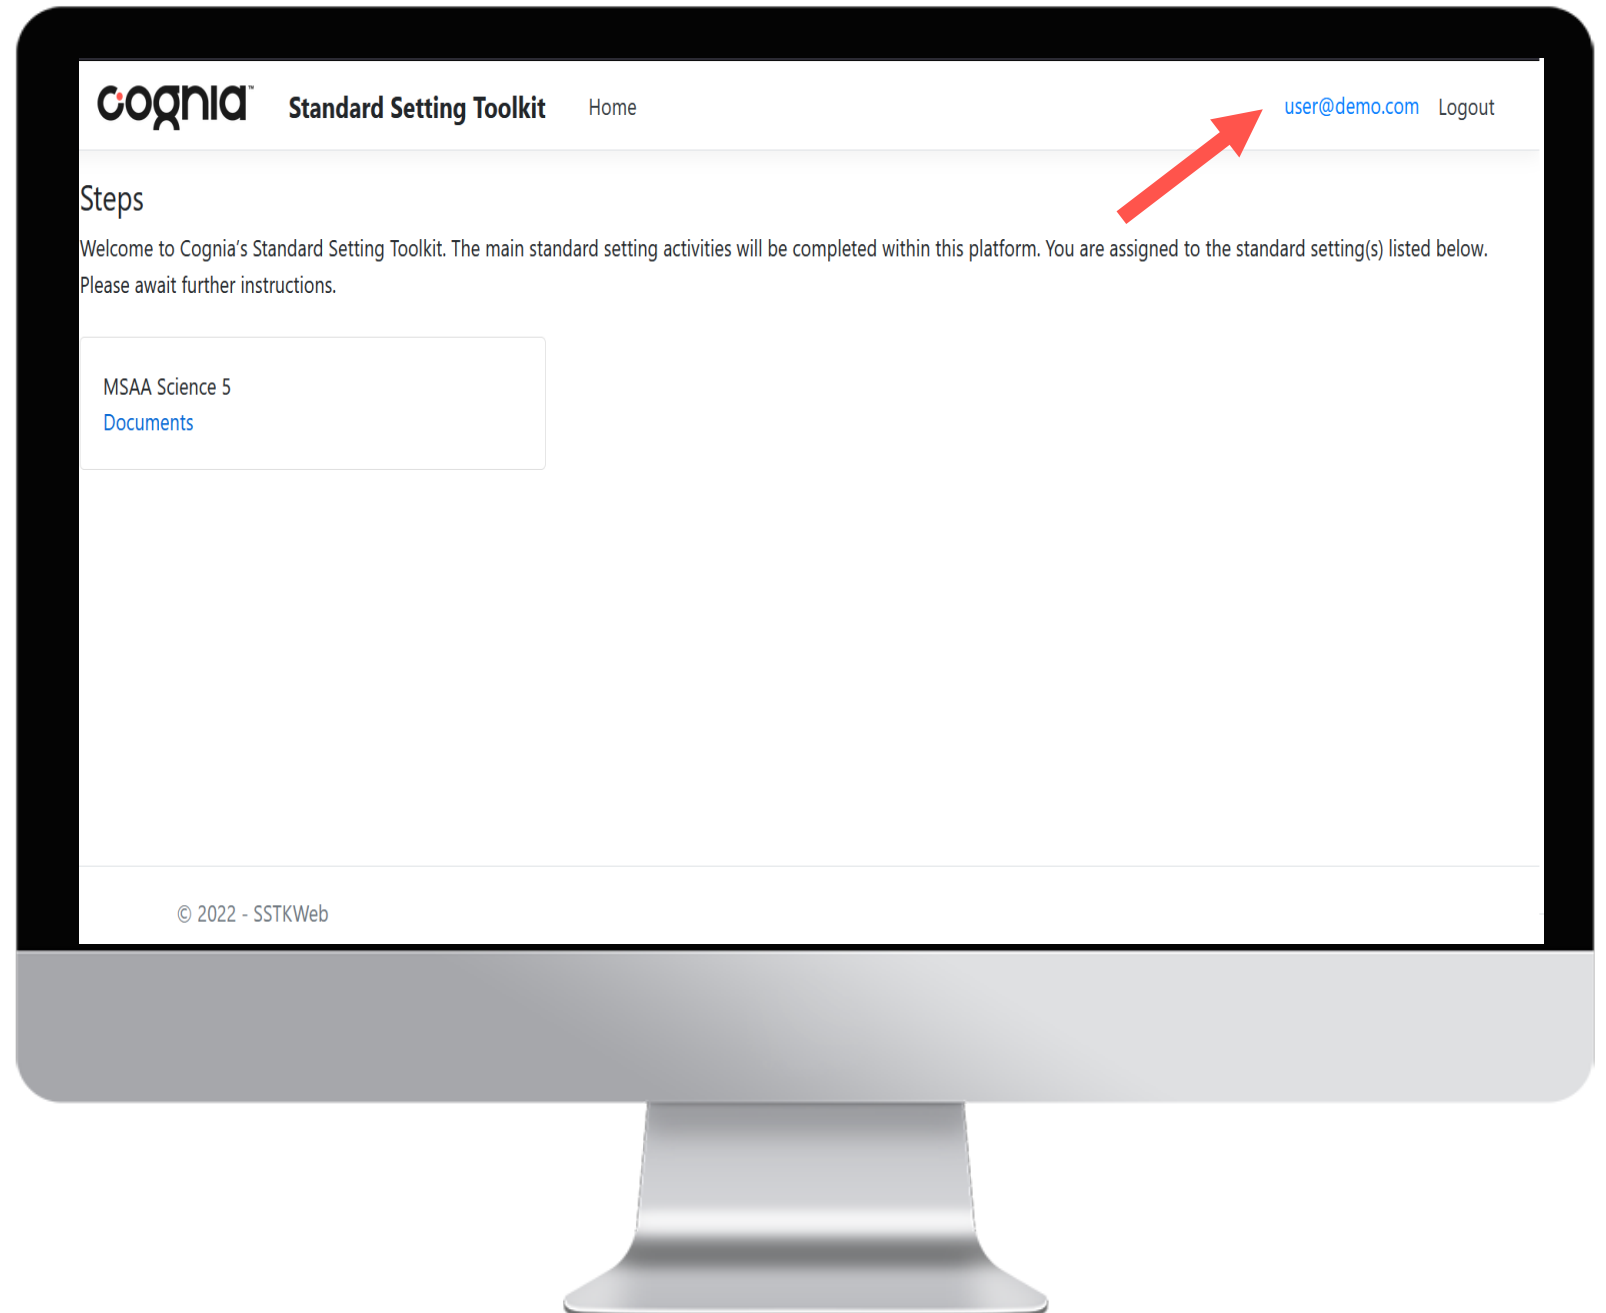 cognia™ Standard Setting Toolkit Home user@demo.com Logout
Steps
Welcome to Cognia's Standard Setting Toolkit. The main standard setting activities will be completed within this platform. You are assigned to the standard setting(s) listed below.
Please await further instructions.
MSAA Science 5
Documents
© 2022 - SSTKWeb